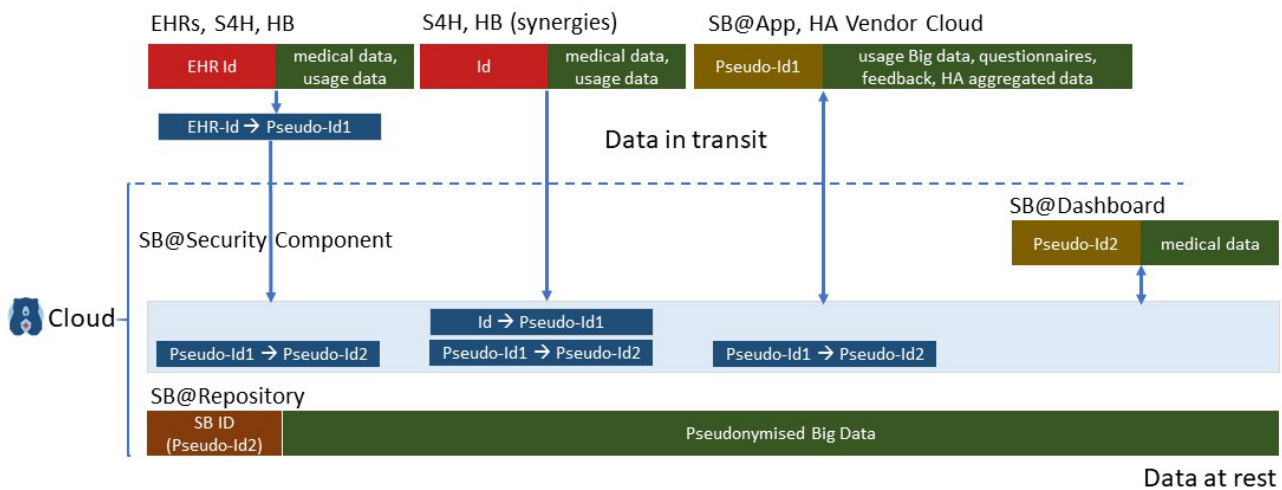 EHRs, S4H, HB
S4H, HB (synergies)
SB@App, HA Vendor Cloud
EHR Id
medical data,
usage data
Id
medical data,
usage data
Pseudo-Id1
usage Big data, questionnaires,
feedback, HA aggregated data
EHR-Id → Pseudo-Id1
Data in transit
SB@Dashboard
Pseudo-Id2
medical data
SB@Security Component
Cloud
Id → Pseudo-Id1
Pseudo-Id1 → Pseudo-Id2
Pseudo-Id1 → Pseudo-Id2
Pseudo-Id1 → Pseudo-Id2
SB@Repository
SB ID
(Pseudo-Id2)
Pseudonymised Big Data
Data at rest